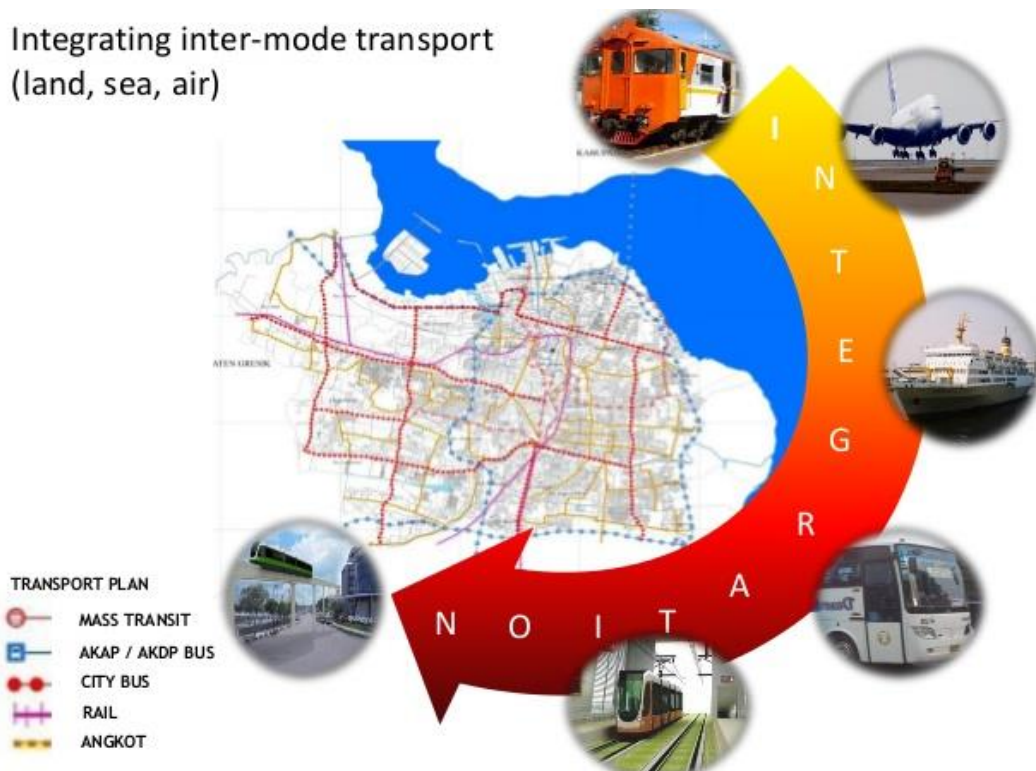 Integrating inter-mode transport
(land, sea, air)
INTEGRATION
TRANSPORT PLAN
MASS TRANSIT
AKAP / AKDP BUS
CITY BUS
RAIL
ANGKOT